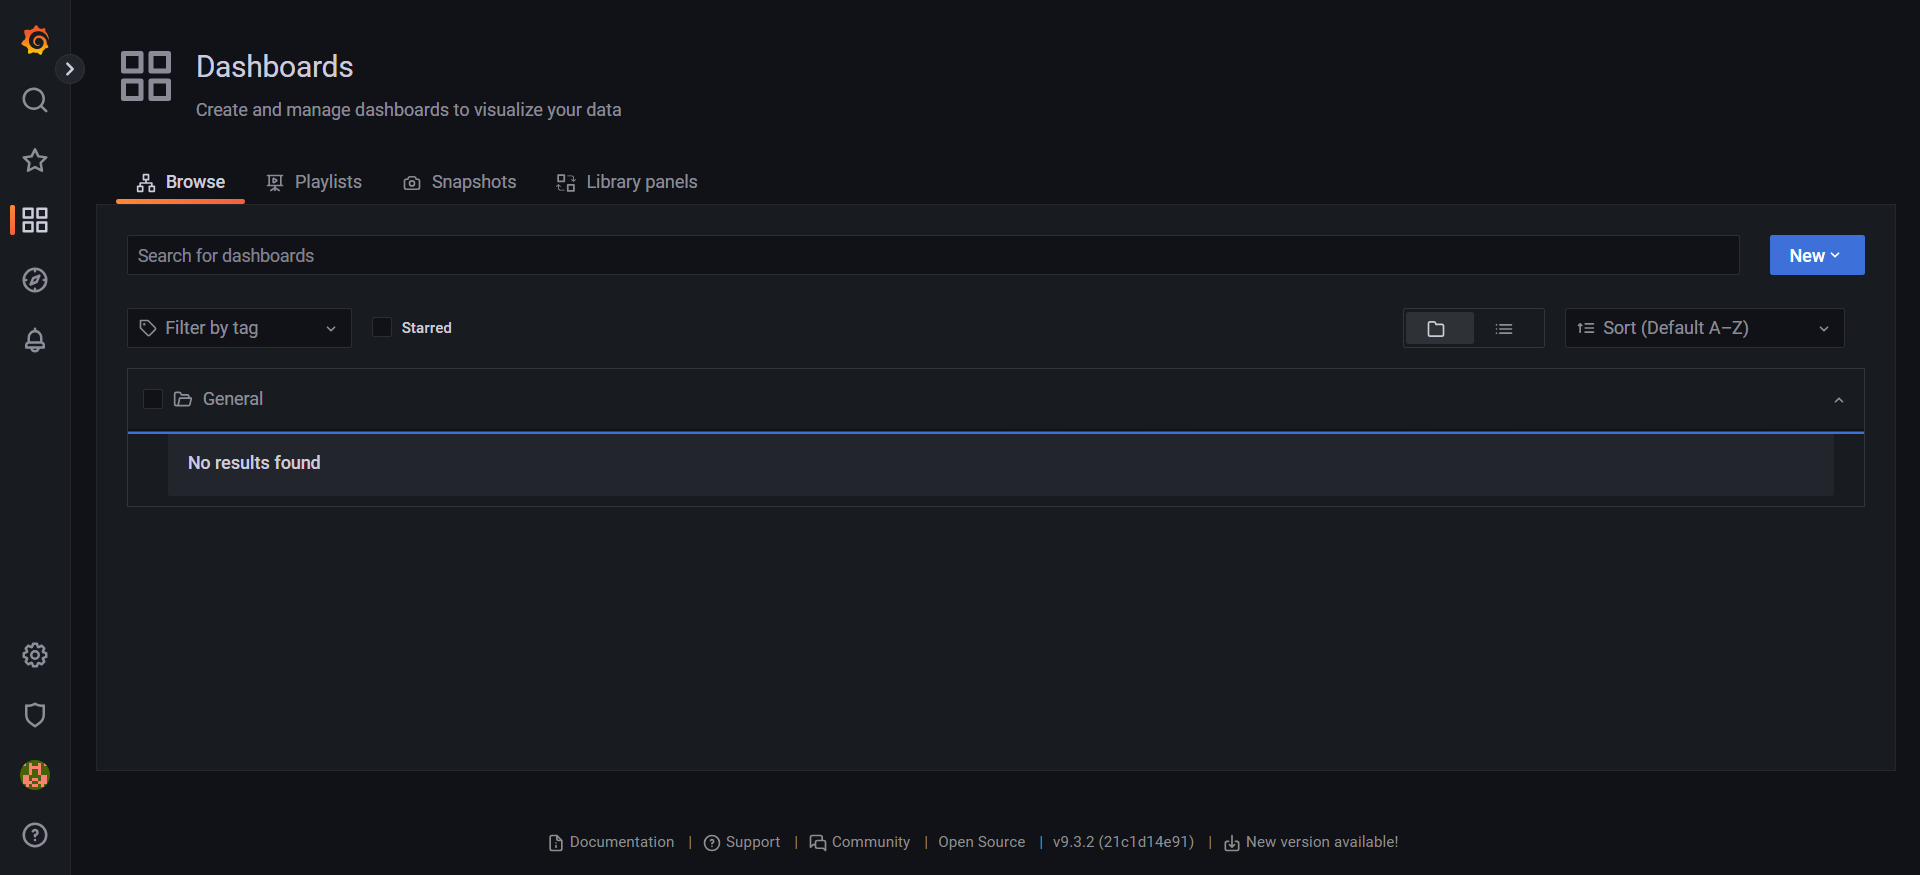 Dashboards
Create and manage dashboards to visualize your data
Browse Playlists Snapshots Library panels
Search for dashboards New
Filter by tag Starred Sort (Default A–Z)
General
No results found
Documentation | Support | Community | Open Source | v9.3.2 (21c1d14e91) | New version available!